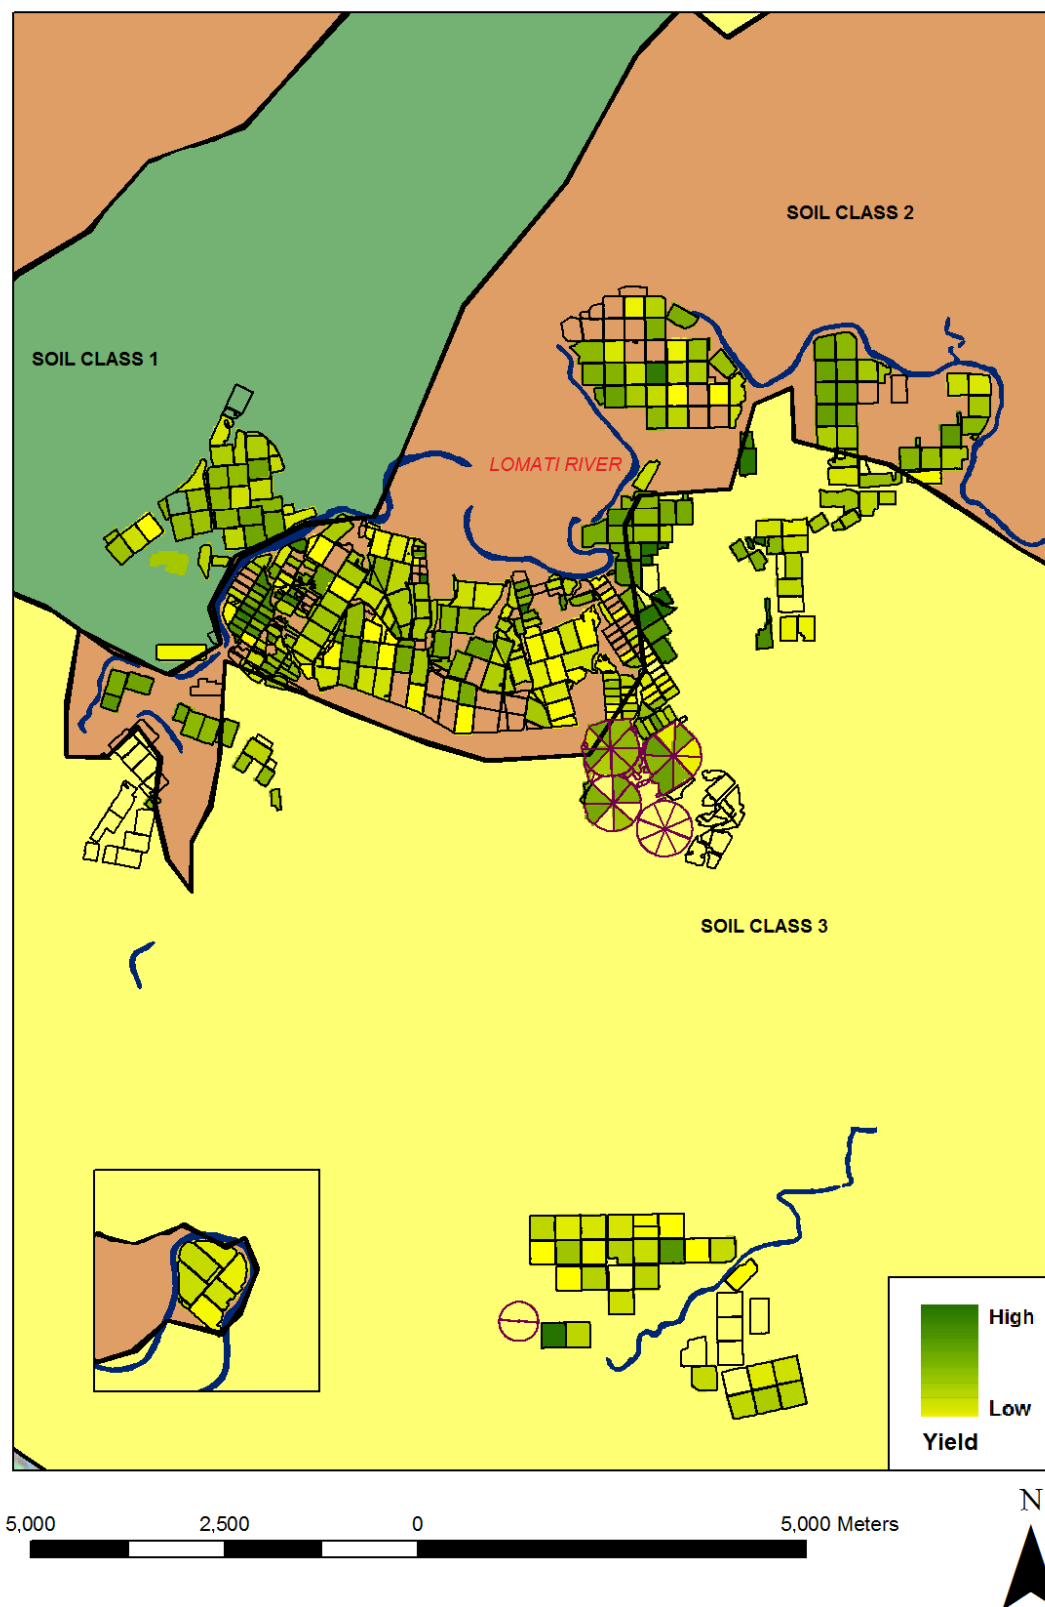 SOIL CLASS 2
SOIL CLASS 1
LOMATI RIVER
SOIL CLASS 3
High
Low
Yield
N
5,000 2,500 0 5,000 Meters